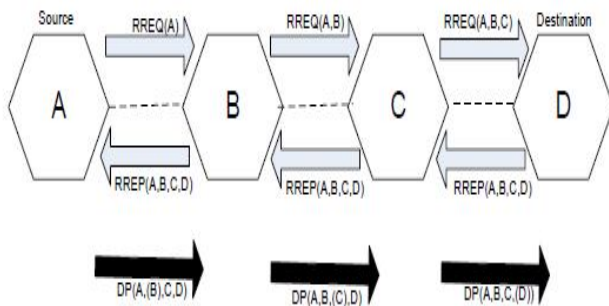 Source
Destination
RREQ(A)
RREQ(A,B)
RREQ(A,B,C)
A
B
C
D
RREP(A,B,C,D)
RREP(A,B,C,D)
RREP(A,B,C,D)
DP(A,(B),C,D)
DP(A,B,(C),D)
DP(A,B,C,(D))